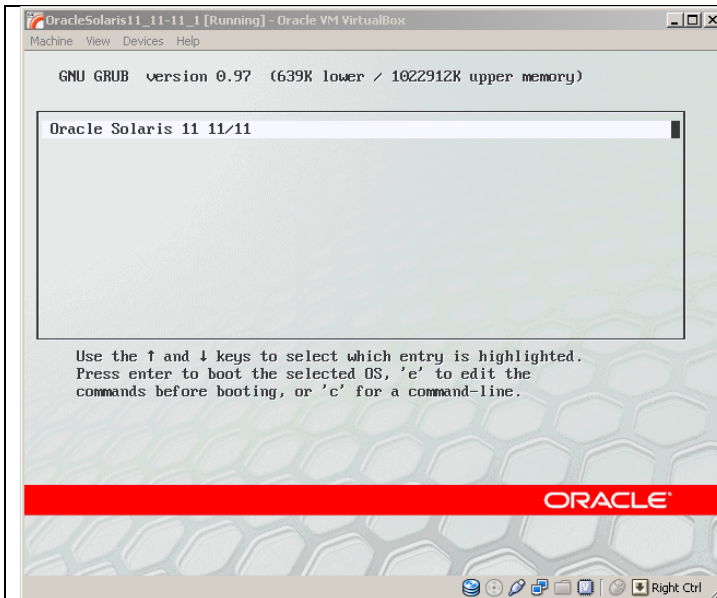 OracleSolaris11_11-11_1 [Running] - Oracle VM VirtualBox
Machine View Devices Help
GNU GRUB version 0.97 (639K lower / 1022912K upper memory)
Oracle Solaris 11 11/11
Use the ↑ and ↓ keys to select which entry is highlighted.
Press enter to boot the selected OS, 'e' to edit the
commands before booting, or 'c' for a command-line.
ORACLE
Right Ctrl